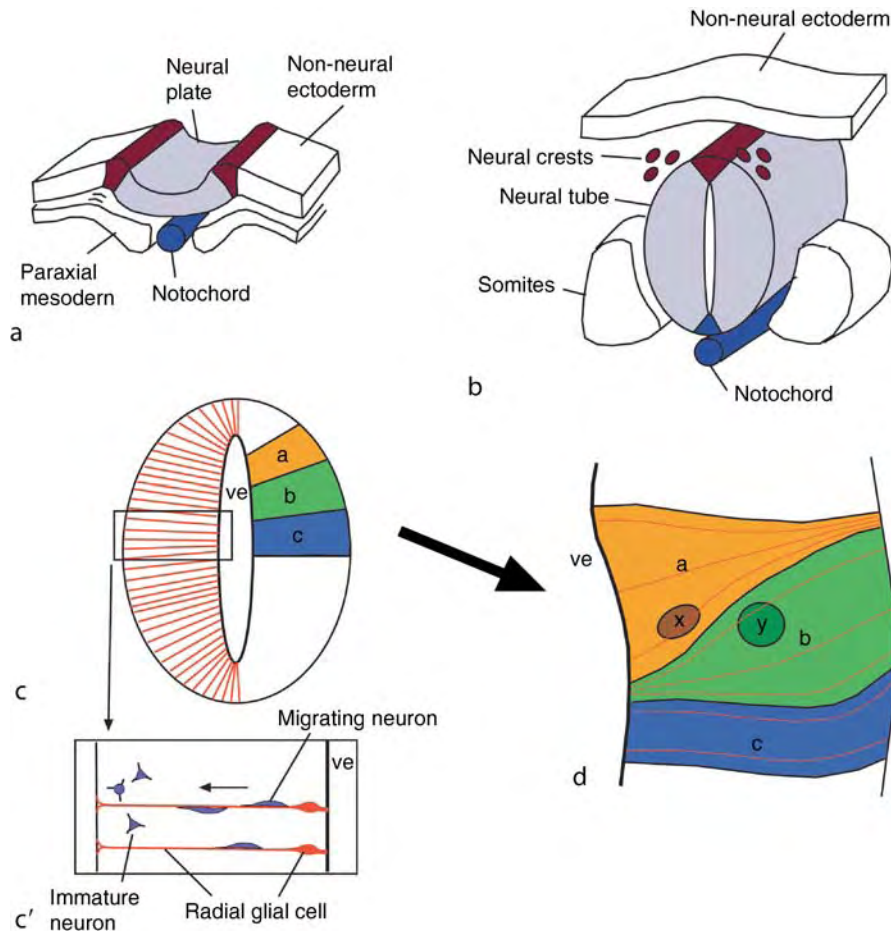 Neural
plate
Non-neural
ectoderm
Paraxial
mesodern
Notochord
a
Non-neural ectoderm
Neural crests
Neural tube
Somites
Notochord
b
ve
a
b
c
c
Migrating neuron
ve
Immature
neuron
Radial glial cell
c'
ve
a
x
y
b
c
d